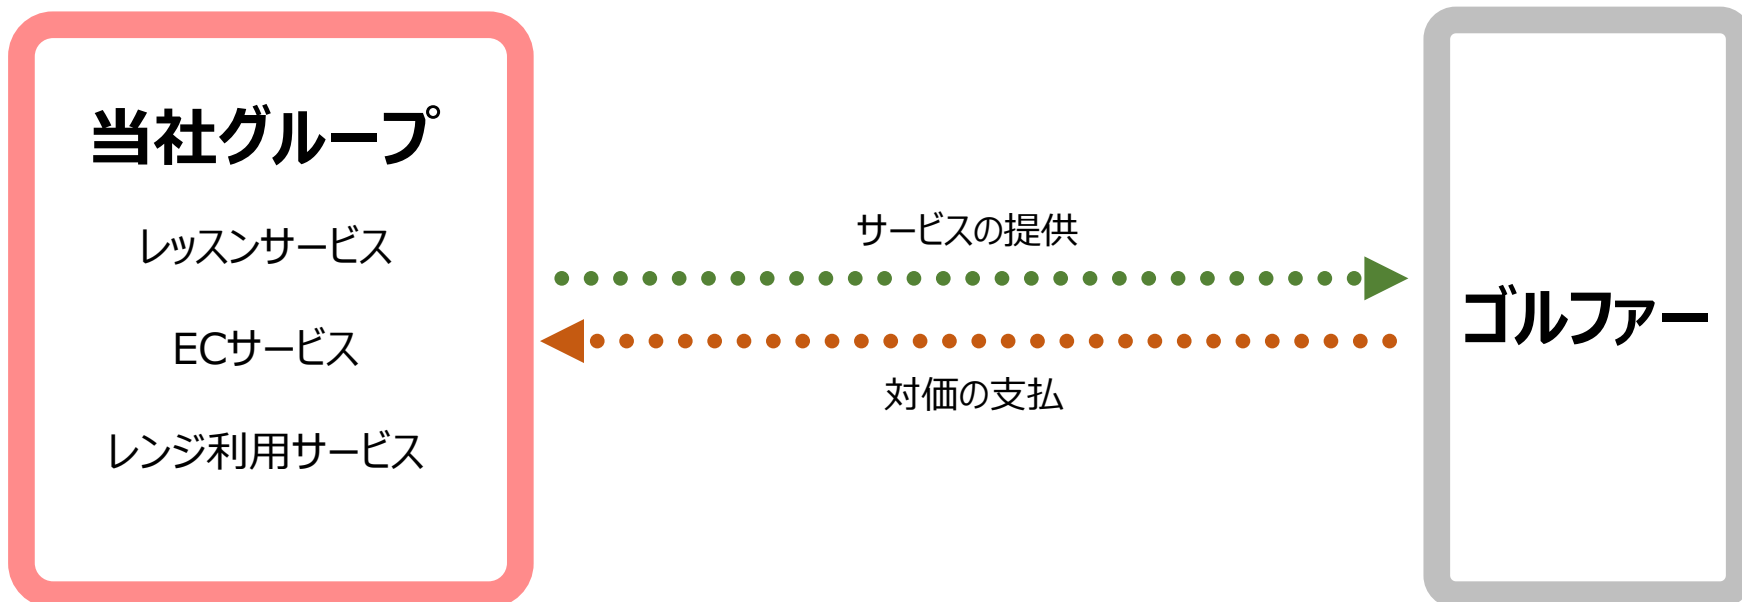 当社グループ
レッスンサービス
ECサービス
レンジ利用サービス
サービスの提供
対価の支払
ゴルファー